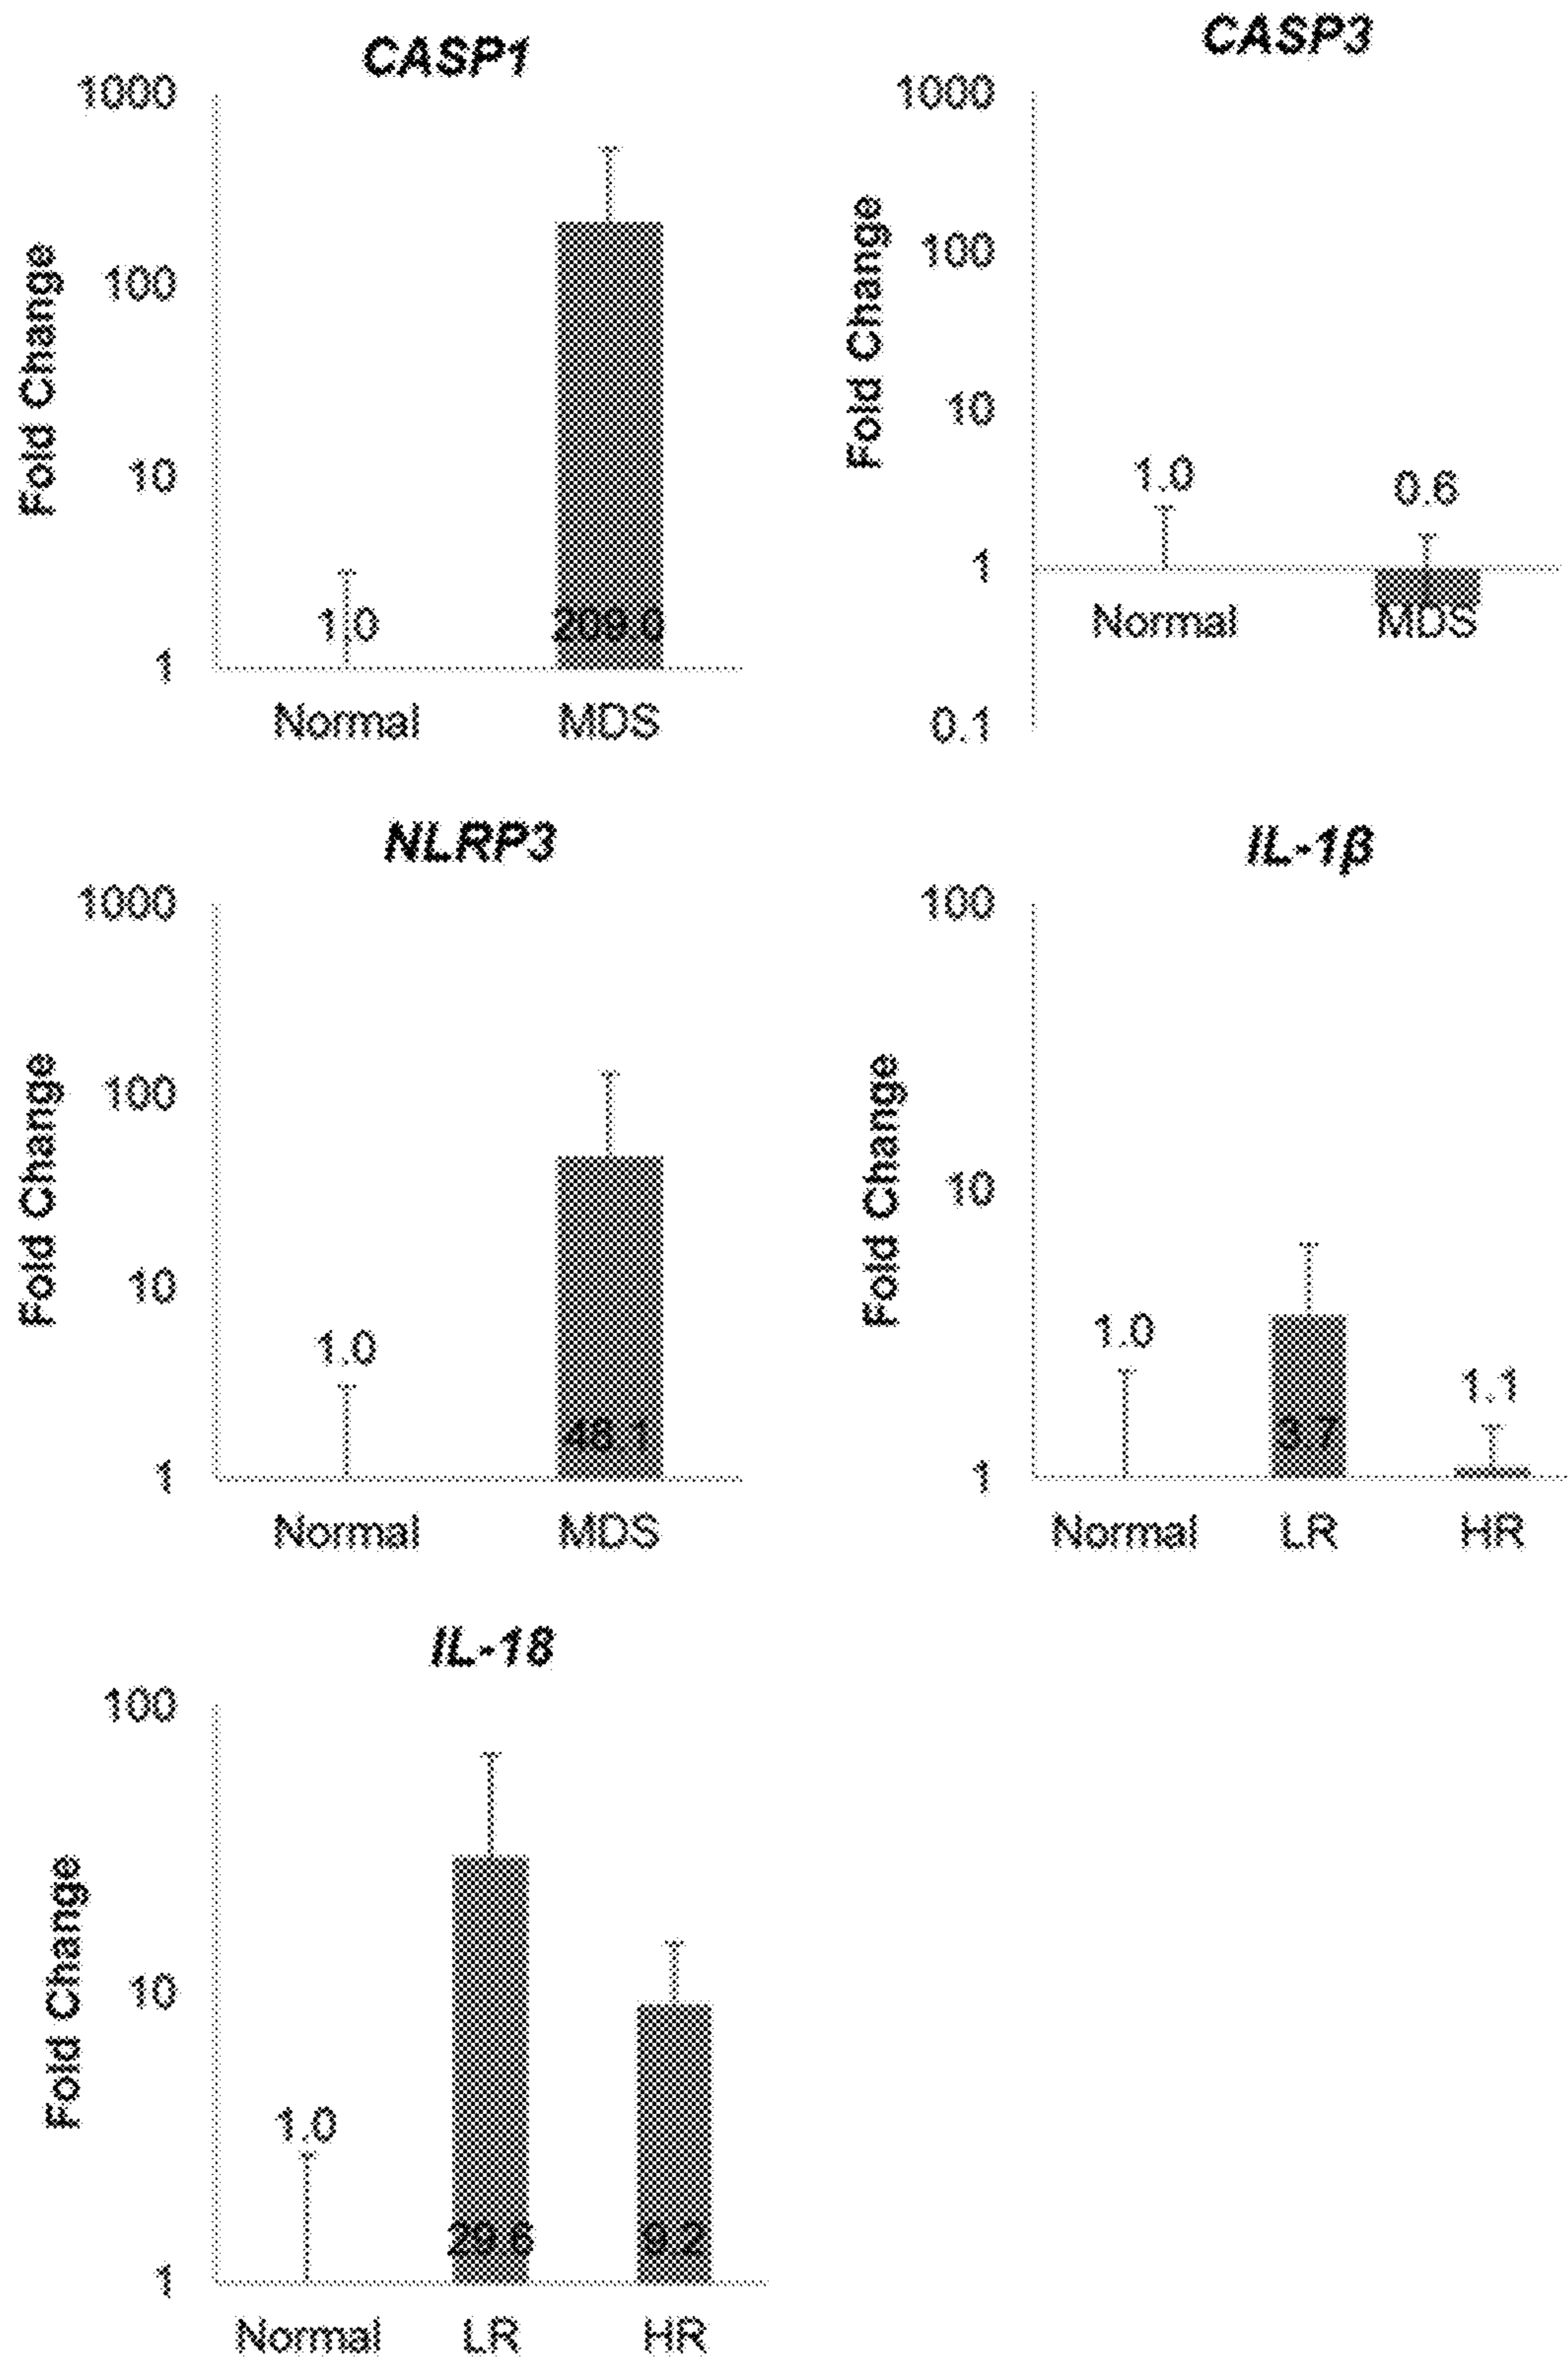 CASP1
1000
100
10
1
Fold Change
1.0
209.0
Normal
MDS
CASP3
1000
100
10
1
0.1
Fold Change
1.0
0.6
Normal
MDS
NLRP3
1000
100
10
1
Fold Change
1.0
48.1
Normal
MDS
IL-1β
100
10
1
Fold Change
1.0
3.7
1.1
Normal
LR
HR
IL-18
100
10
1
Fold Change
1.0
29.6
9.2
Normal
LR
HR